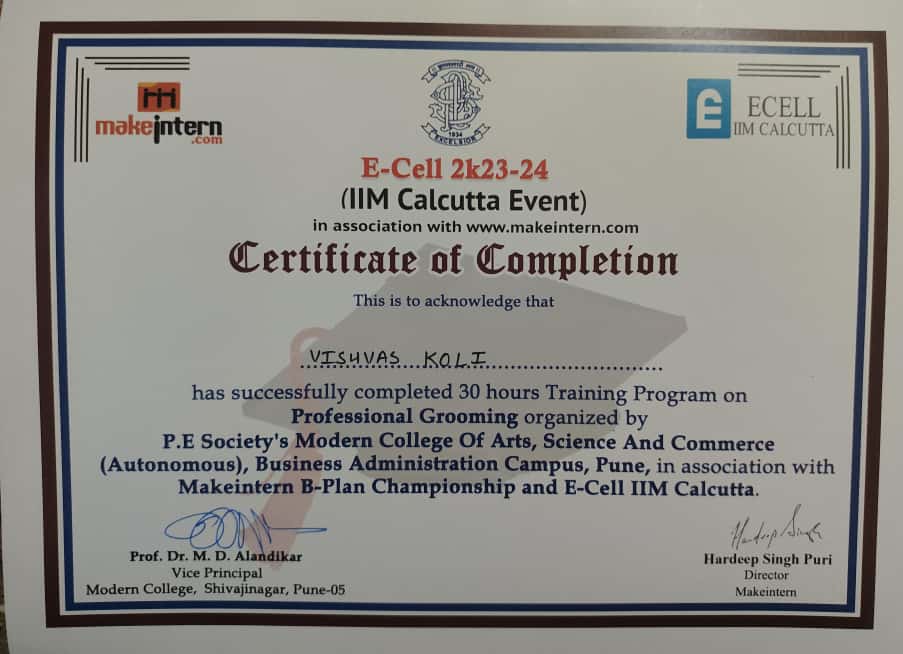 makeintern
.com
1934
EXCELSIOR
ECELL
IIM CALCUTTA
E-Cell 2k23-24
(IIM Calcutta Event)
in association with www.makeintern.com
Certificate of Completion
This is to acknowledge that
VISHVAS KOLI
has successfully completed 30 hours Training Program on
Professional Grooming organized by
P.E Society's Modern College Of Arts, Science And Commerce
(Autonomous), Business Administration Campus, Pune, in association with
Makeintern B-Plan Championship and E-Cell IIM Calcutta.
Prof. Dr. M. D. Alandikar
Vice Principal
Modern College, Shivajinagar, Pune-05
Hardeep Singh
Hardeep Singh Puri
Director
Makeintern